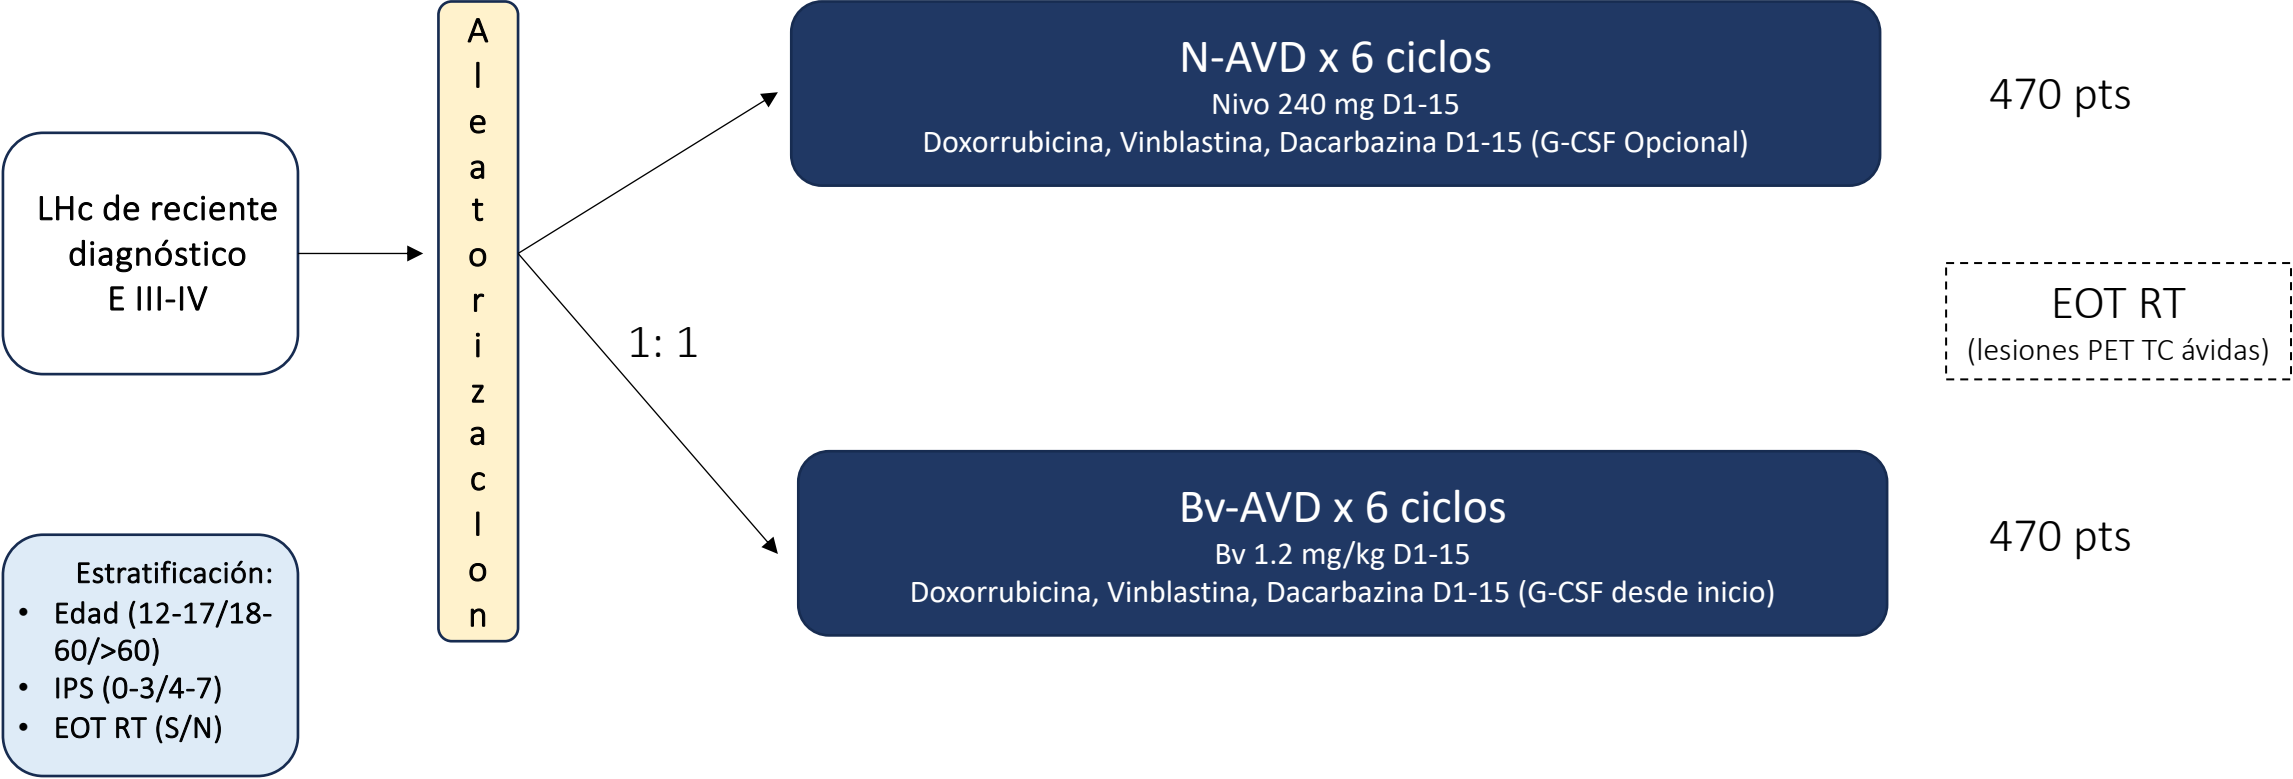 LHc de reciente
diagnóstico
E III-IV
Estratificación:
• Edad (12-17/18-
60/>60)
• IPS (0-3/4-7)
• EOT RT (S/N)
A
l
e
a
t
o
r
i
z
a
c
I
o
n
1: 1
N-AVD x 6 ciclos
Nivo 240 mg D1-15
Doxorrubicina, Vinblastina, Dacarbazina D1-15 (G-CSF Opcional)
470 pts
EOT RT
(lesiones PET TC ávidas)
Bv-AVD x 6 ciclos
Bv 1.2 mg/kg D1-15
Doxorrubicina, Vinblastina, Dacarbazina D1-15 (G-CSF desde inicio)
470 pts